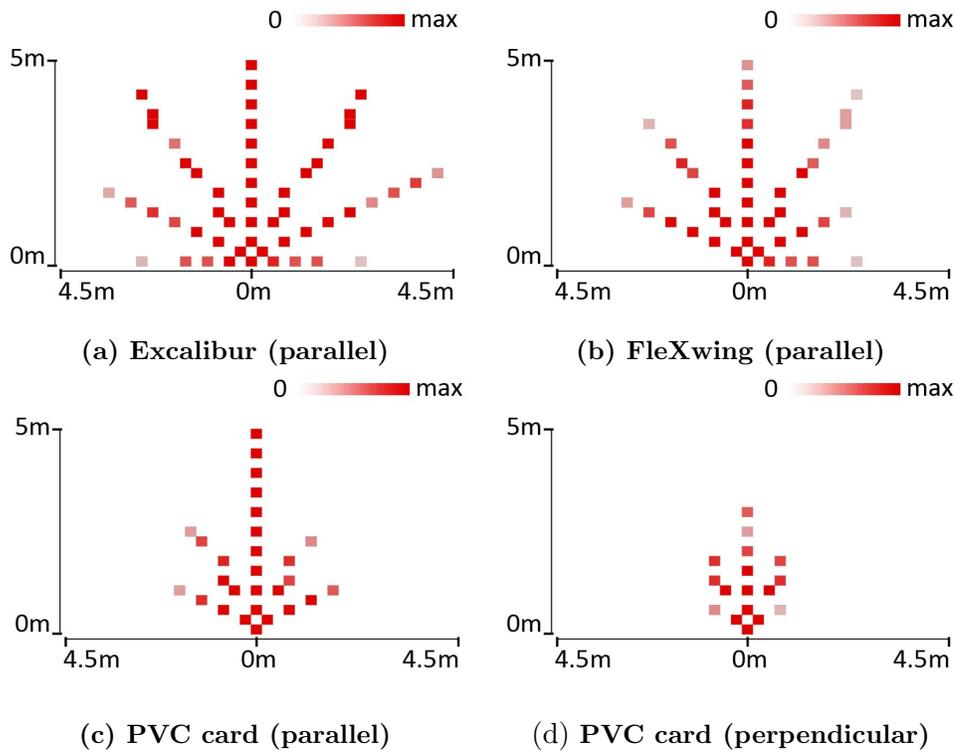 0 max
0 max
5m
5m
0m
0m
4.5m 0m 4.5m
4.5m 0m 4.5m
(a) Excalibur (parallel)
(b) FleXwing (parallel)
0 max
0 max
5m
5m
0m
0m
4.5m 0m 4.5m
4.5m 0m 4.5m
(c) PVC card (parallel)
(d) PVC card (perpendicular)